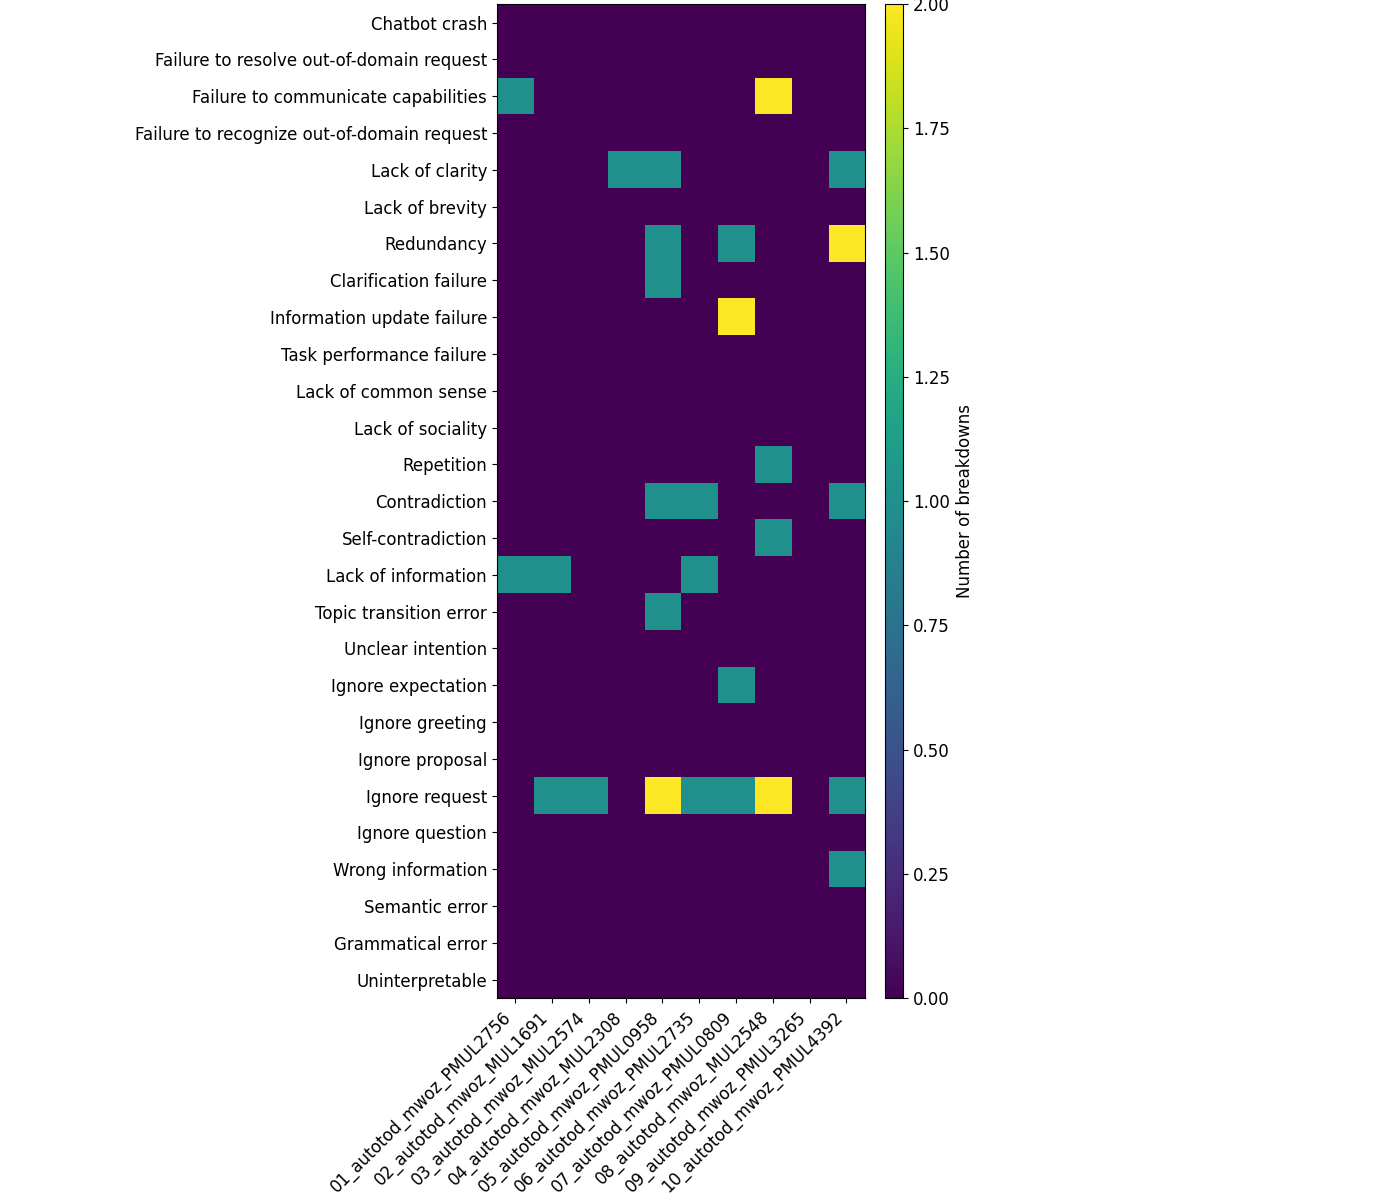 Chatbot crash
Failure to resolve out-of-domain request
Failure to communicate capabilities
Failure to recognize out-of-domain request
Lack of clarity
Lack of brevity
Redundancy
Clarification failure
Information update failure
Task performance failure
Lack of common sense
Lack of sociality
Repetition
Contradiction
Self-contradiction
Lack of information
Topic transition error
Unclear intention
Ignore expectation
Ignore greeting
Ignore proposal
Ignore request
Ignore question
Wrong information
Semantic error
Grammatical error
Uninterpretable
01_autotod_mwoz_PMUL2756
02_autotod_mwoz_MUL1691
03_autotod_mwoz_MUL2574
04_autotod_mwoz_MUL2308
05_autotod_mwoz_PMUL0958
06_autotod_mwoz_PMUL2735
07_autotod_mwoz_PMUL0809
08_autotod_mwoz_MUL2548
09_autotod_mwoz_PMUL3265
10_autotod_mwoz_PMUL4392
2.00
1.75
1.50
1.25
1.00
0.75
0.50
0.25
0.00
Number of breakdowns